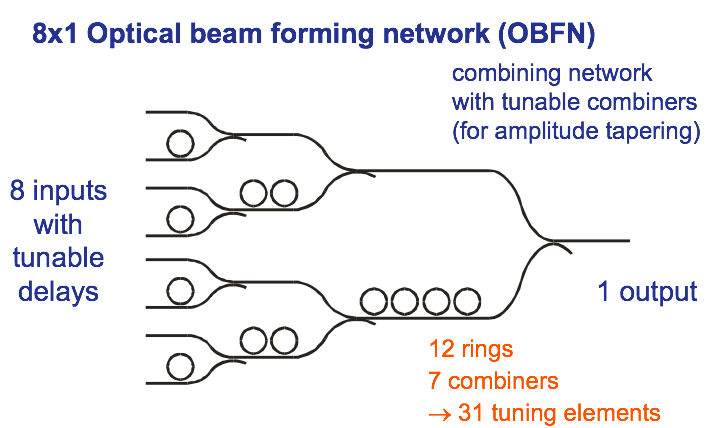 8x1 Optical beam forming network (OBFN)
combining network
with tunable combiners
(for amplitude tapering)
8 inputs
with
tunable
delays
1 output
12 rings
7 combiners
→ 31 tuning elements